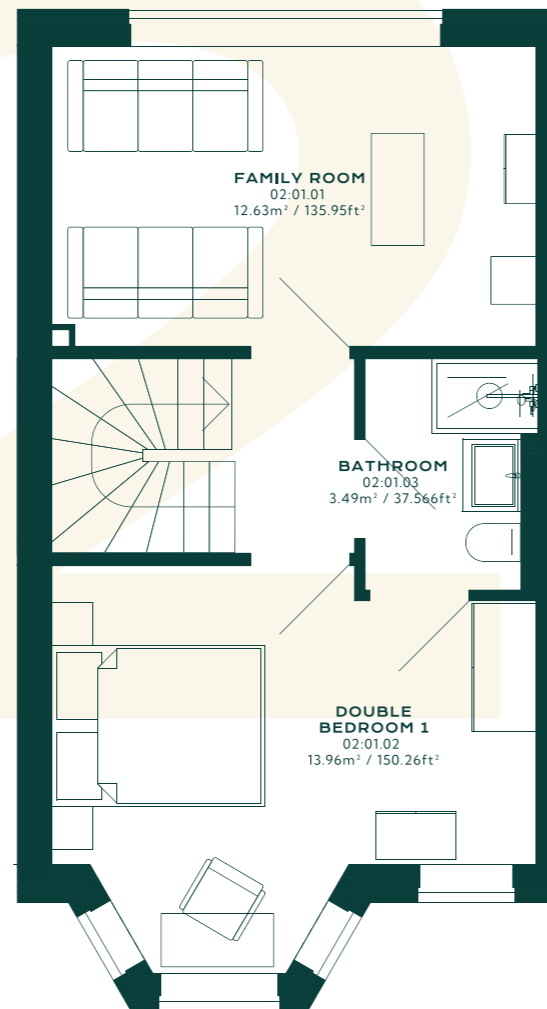 FAMILY ROOM
02:01.01
12.63m² / 135.95ft²
BATHROOM
02:01.03
3.49m² / 37.566ft²
DOUBLE
BEDROOM 1
02:01.02
13.96m² / 150.26ft²